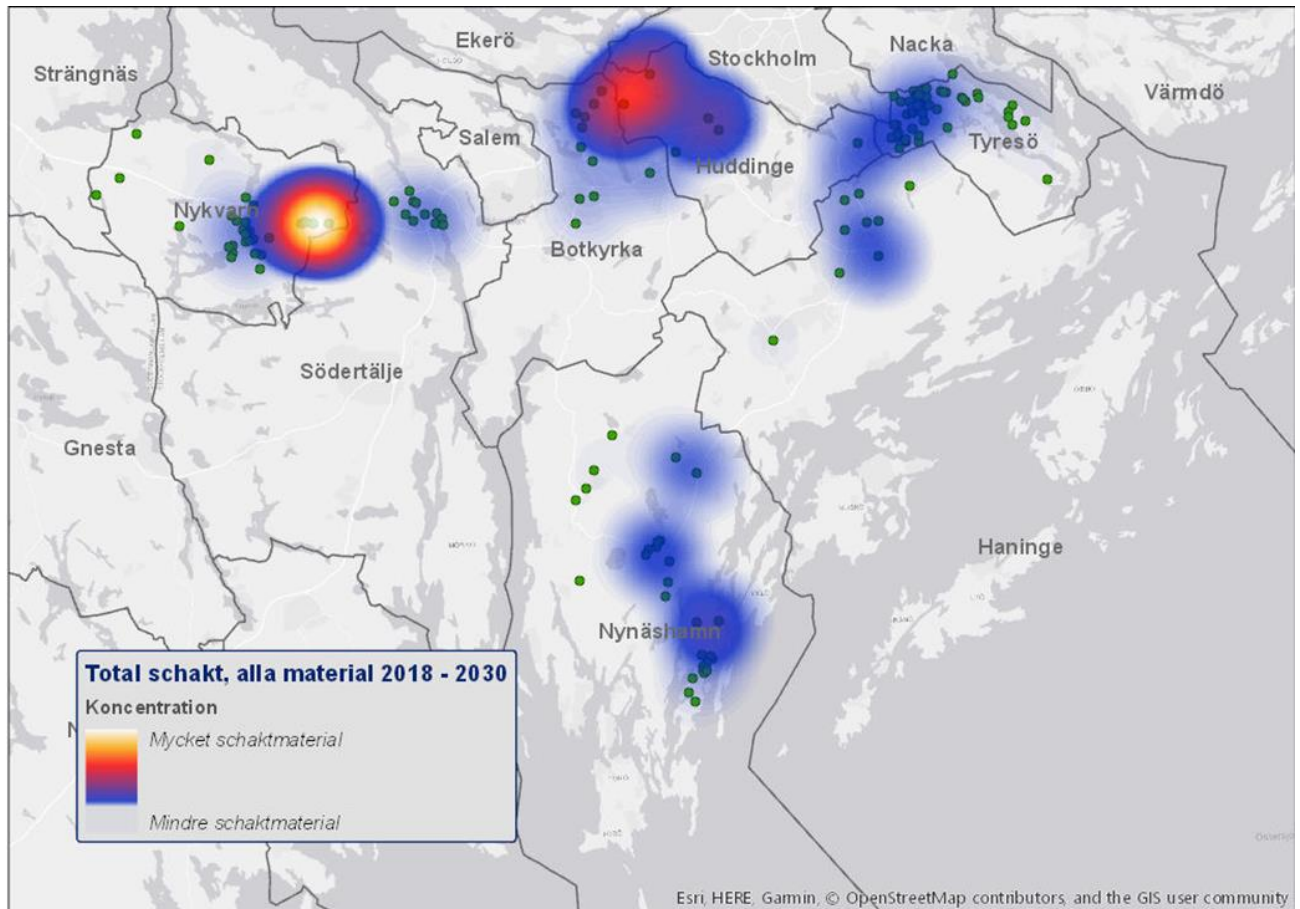 Ekerö
Nacka
Stockholm
Strängnäs
Värmdö
Salem
Tyresö
Huddinge
Nykvarn
Botkyrka
Södertälje
Gnesta
Haninge
Nynäshamn
Total schakt, alla material 2018 - 2030
Koncentration
Mycket schaktmaterial
Mindre schaktmaterial
Esri, HERE, Garmin, © OpenStreetMap contributors, and the GIS user community